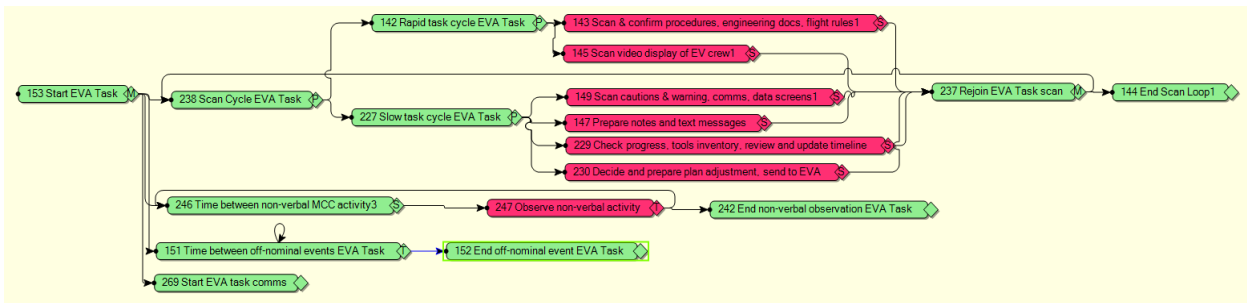 142 Rapid task cycle EVA Task P
143 Scan & confirm procedures, engineering docs, flight rules1 S
145 Scan video display of EV crew1 S
153 Start EVA Task M
238 Scan Cycle EVA Task P
237 Rejoin EVA Task scan M
144 End Scan Loop1
149 Scan cautions & warning, comms, data screens1 S
227 Slow task cycle EVA Task P
147 Prepare notes and text messages S
229 Check progress, tools inventory, review and update timeline S
230 Decide and prepare plan adjustment, send to EVA S
246 Time between non-verbal MCC activity3 S
247 Observe non-verbal activity T
242 End non-verbal observation EVA Task
151 Time between off-nominal events EVA Task T
152 End off-nominal event EVA Task
269 Start EVA task comms